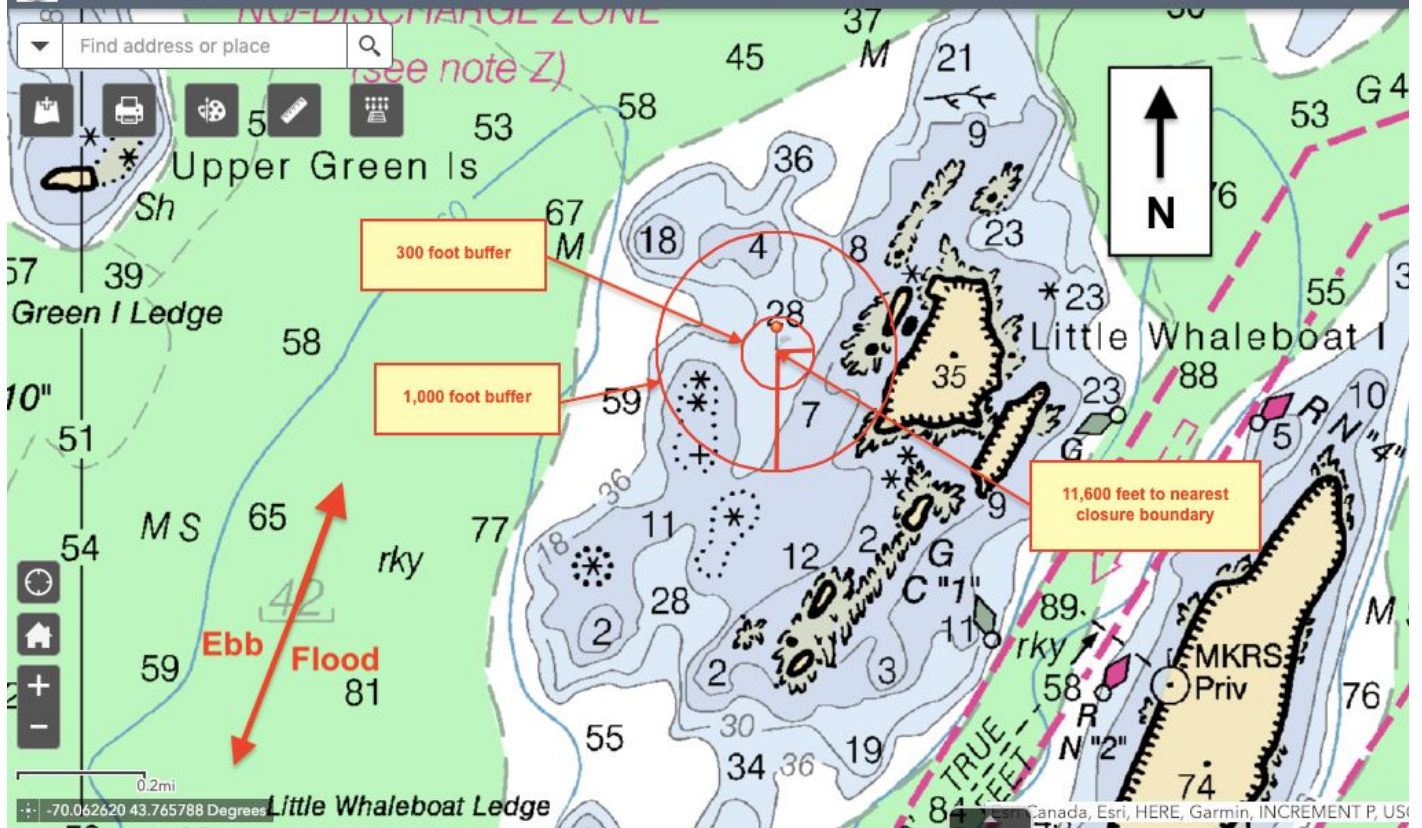 NO-DISCHARGE ZONE
(see note Z)
Find address or place
37
M
45
21
58
53
53
G 4
9
36
Upper Green Is
Sh
67
M
18
4
8
23
76
N
300 foot buffer
57
39
Green I Ledge
28
23
55
58
Little Whaleboat I
35
88
1,000 foot buffer
59
7
23
G
10
5
R N "4"
10"
51
36
11,600 feet to nearest
closure boundary
9
M S
65
77
18
11
12
2
G
C "1"
54
rky
42
28
89
M
Ebb
Flood
2
11
rky
MKRS
Priv
59
81
2
3
58
R
N "2"
76
55
30
19
34
36
TRUE
FEET
74
0.2mi
-70.062620 43.765788 Degrees
Little Whaleboat Ledge
84
Esri Canada, Esri, HERE, Garmin, INCREMENT P, USG